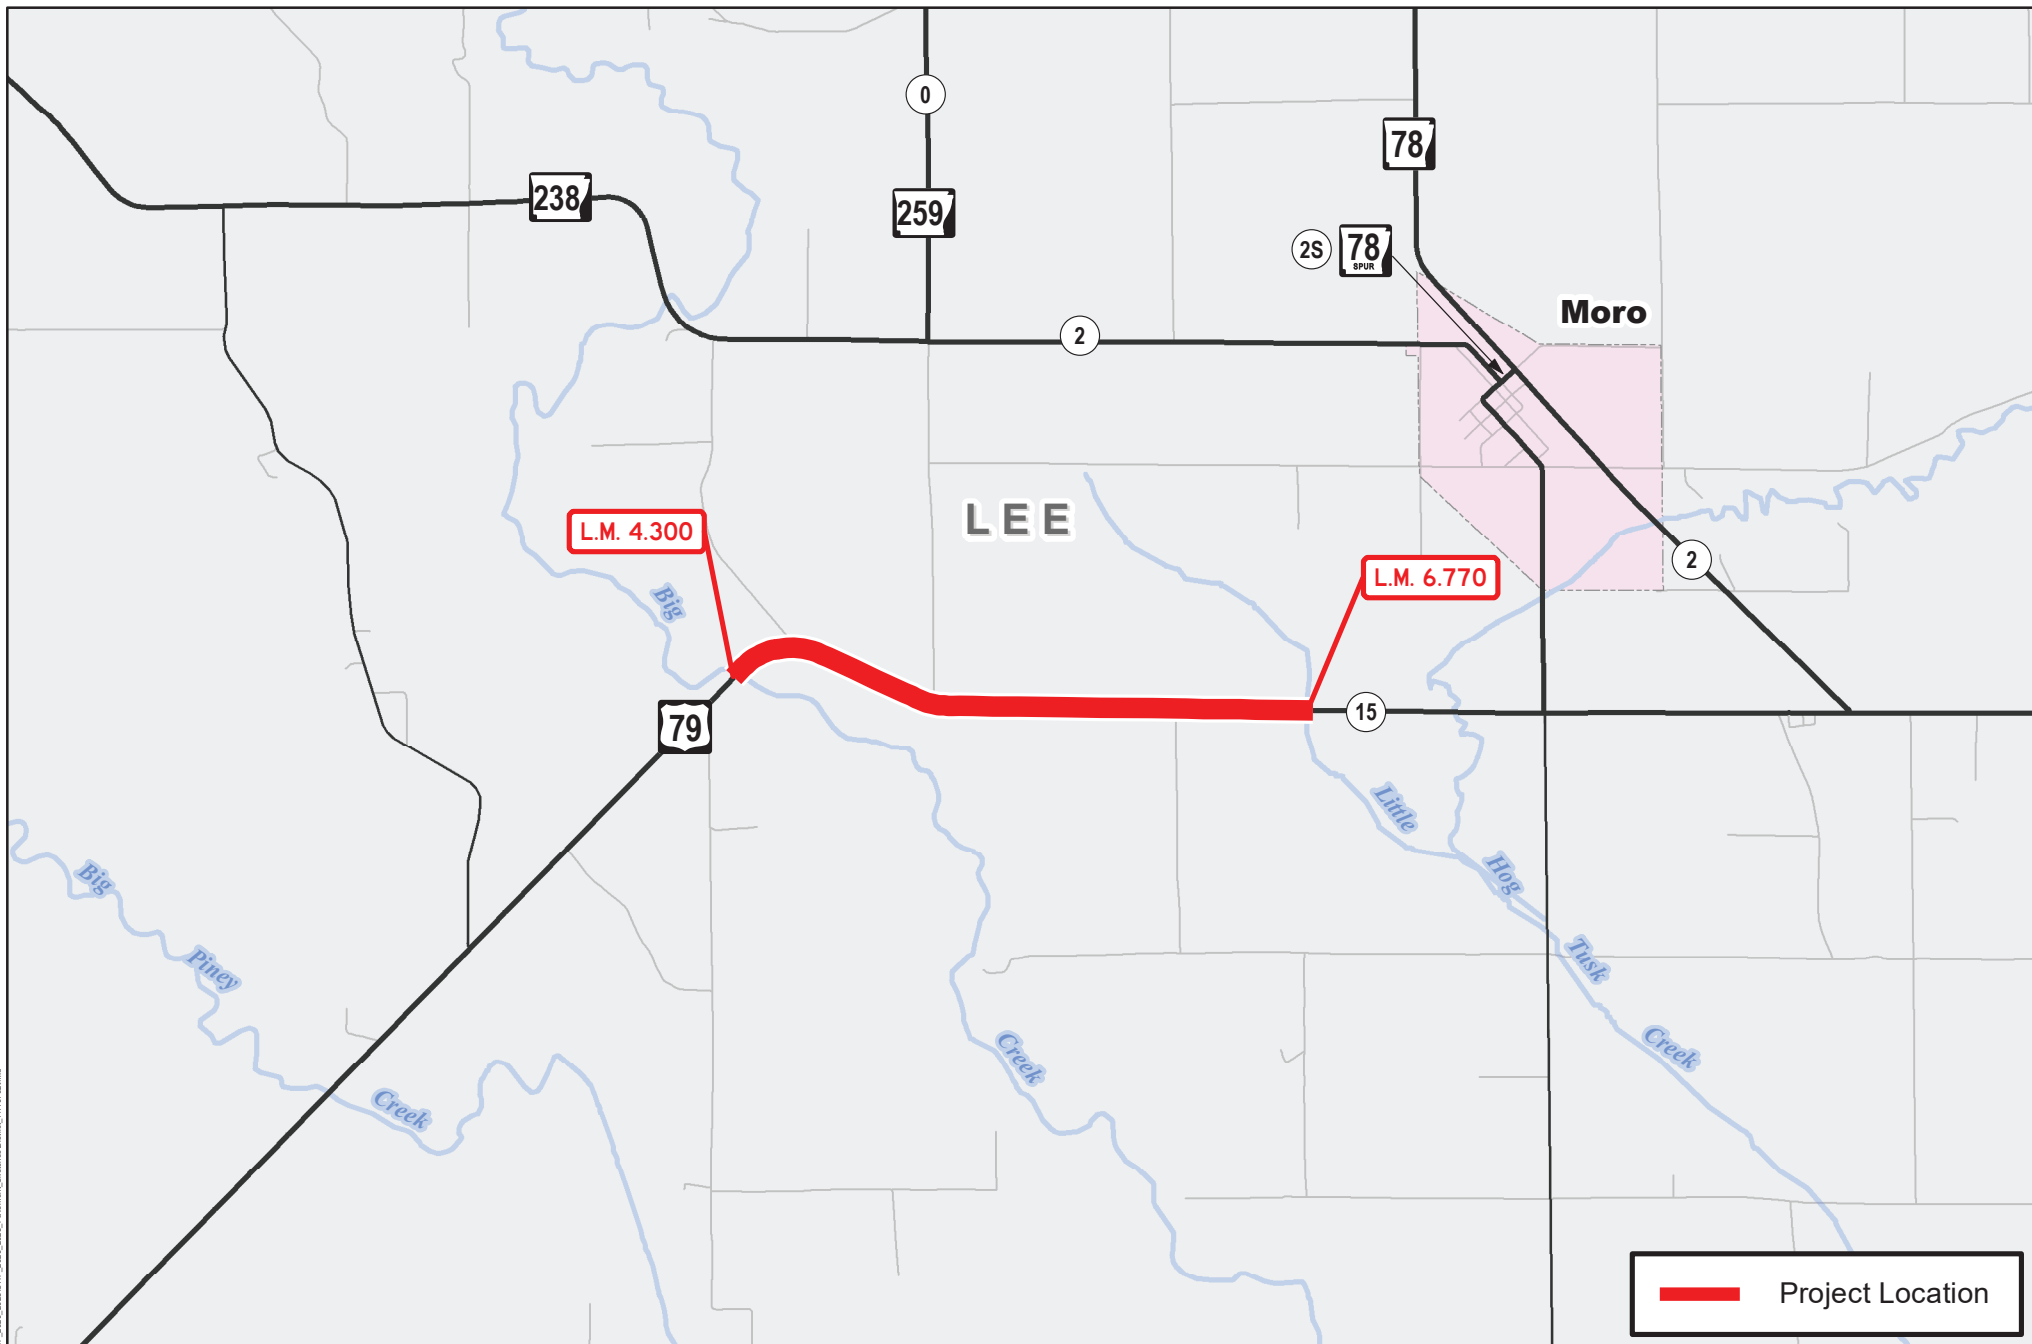 0
78
238
259
2S
78
SPUR
Moro
2
LEE
L.M. 4.300
L.M. 6.770
2
Big
79
15
Little
Big
Hog
Piney
Tusk
Creek
Creek
Creek
Project Location